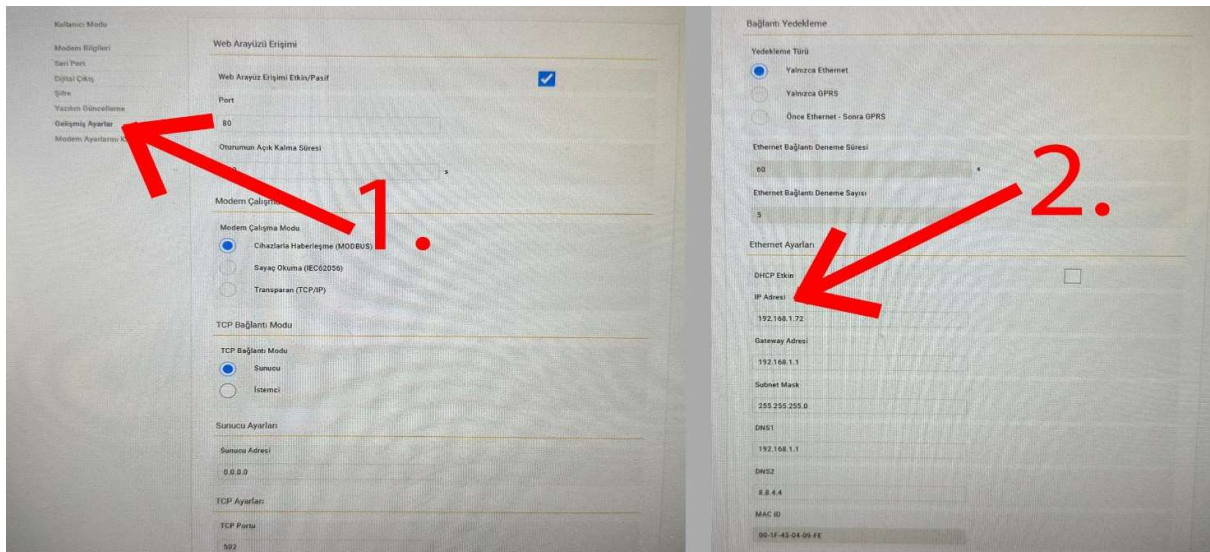 Kullanıcı Modu
Modem Bilgileri
Seri Port
Dijital Çıkış
Şifre
Yazılım Güncelleme
Gelişmiş Ayarlar
Modem Ayarlarını
1.
Web Arayüzü Erişimi
Web Arayüz Erişimi Etkin/Pasif
Port
80
Oturumun Açık Kalma Süresi
s
Modem Çalışma
Modem Çalışma Modu
Cihazlarla Haberleşme (MODBUS)
Sayaç Okuma (IEC62056)
Transparan (TCP/IP)
TCP Bağlantı Modu
TCP Bağlantı Modu
Sunucu
İstemci
Sunucu Ayarları
Sunucu Adresi
0.0.0.0
TCP Ayarları
TCP Portu
502
Bağlantı Yedekleme
Yedekleme Türü
Yalnızca Ethernet
Yalnızca GPRS
Önce Ethernet - Sonra GPRS
Ethernet Bağlantı Deneme Süresi
60 s
Ethernet Bağlantı Deneme Sayısı
5
2.
Ethernet Ayarları
DHCP Etkin
IP Adresi
192.168.1.72
Gateway Adresi
192.168.1.1
Subnet Mask
255.255.255.0
DNS1
192.168.1.1
DNS2
8.8.4.4
MAC ID
00-1F-43-04-09-FE